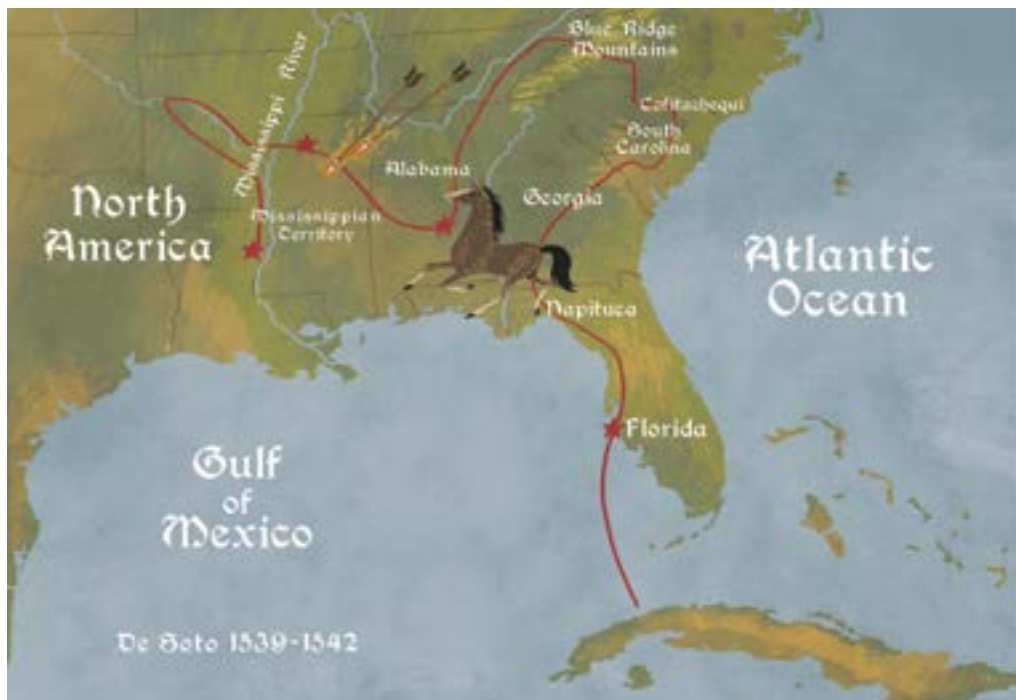 Blue Ridge
Mountains
Mississippi River
Cofitachequi
South
Carolina
Alabama
Georgia
North
America
Mississippian
Territory
Atlantic
Ocean
Napituca
Florida
Gulf
of
Mexico
De Soto 1539-1542